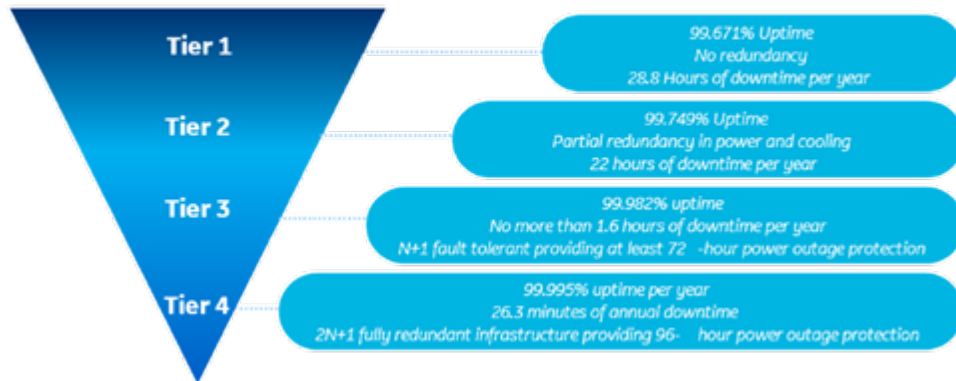 Tier 1
99.671% Uptime
No redundancy
28.8 Hours of downtime per year
Tier 2
99.749% Uptime
Partial redundancy in power and cooling
22 hours of downtime per year
Tier 3
99.982% uptime
No more than 1.6 hours of downtime per year
N+1 fault tolerant providing at least 72 -hour power outage protection
Tier 4
99.995% uptime per year
26.3 minutes of annual downtime
2N+1 fully redundant infrastructure providing 96- hour power outage protection